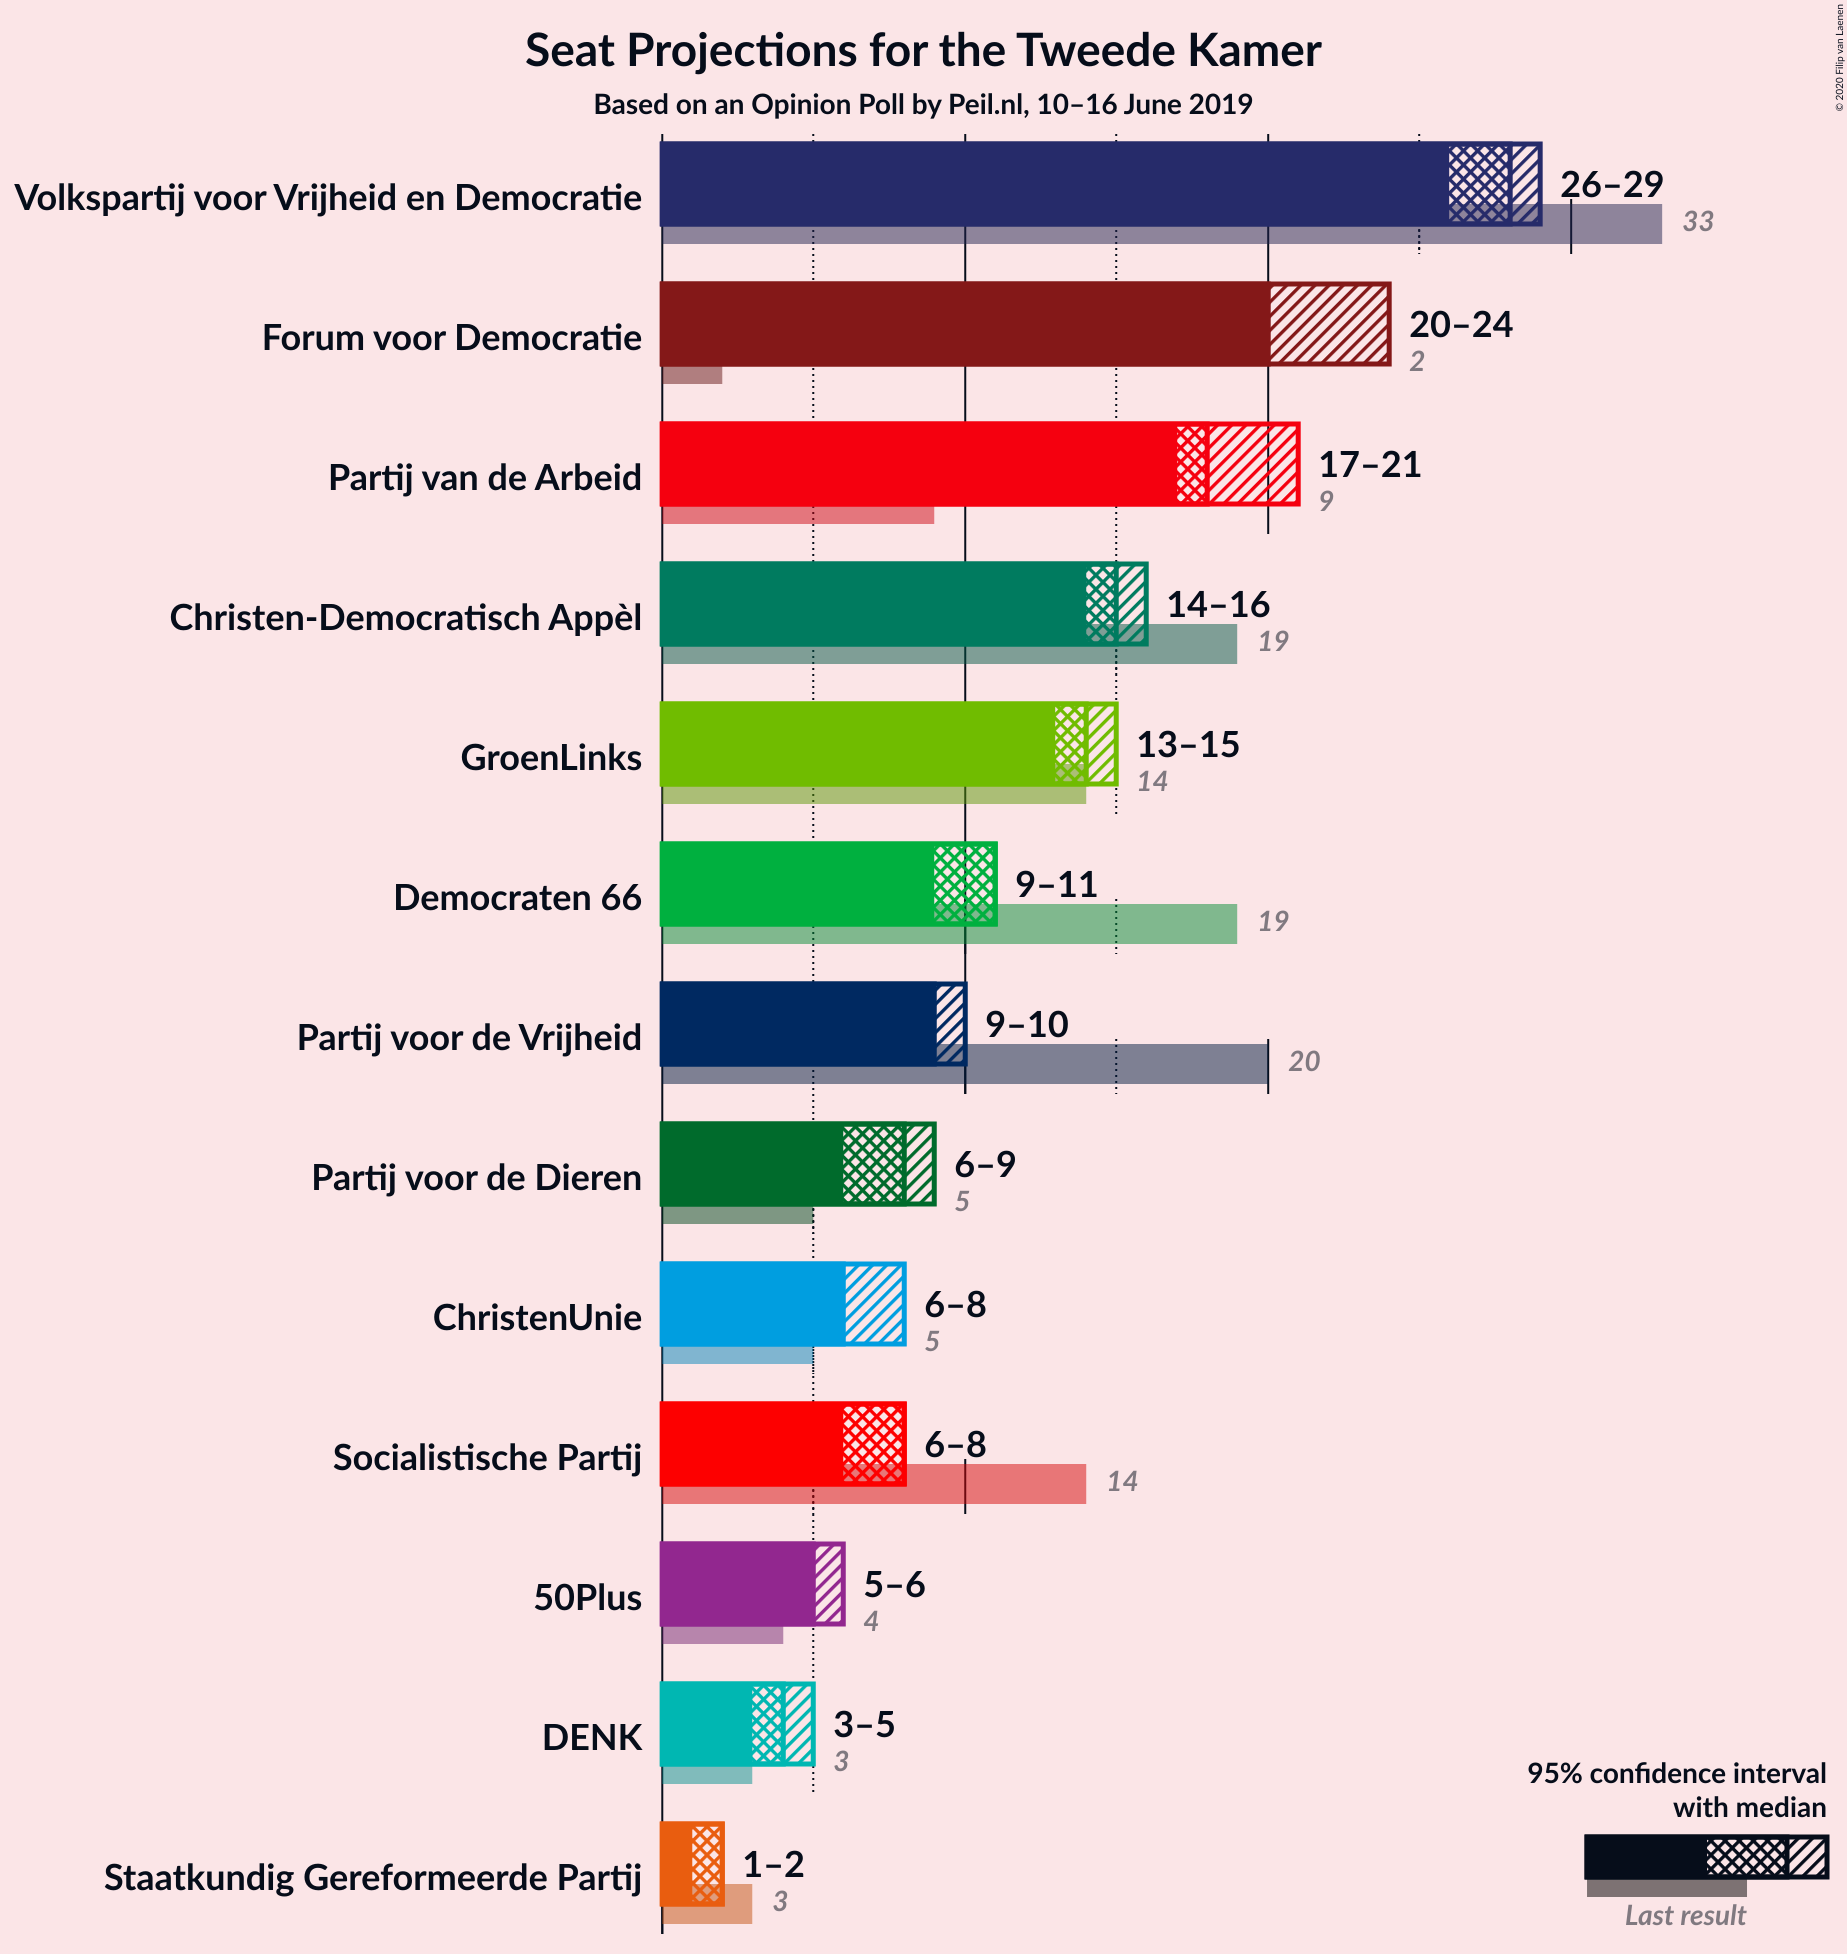 Seat Projections for the Tweede Kamer
Based on an Opinion Poll by Peil.nl, 10–16 June 2019
© 2020 Filip van Laenen
Volkspartij voor Vrijheid en Democratie
26–29
33
Forum voor Democratie
20–24
2
Partij van de Arbeid
17–21
9
Christen-Democratisch Appèl
14–16
19
GroenLinks
13–15
14
Democraten 66
9–11
19
Partij voor de Vrijheid
9–10
20
Partij voor de Dieren
6–9
5
ChristenUnie
6–8
5
Socialistische Partij
6–8
14
50Plus
5–6
4
DENK
3–5
3
Staatkundig Gereformeerde Partij
1–2
3
95% confidence interval
with median
Last result